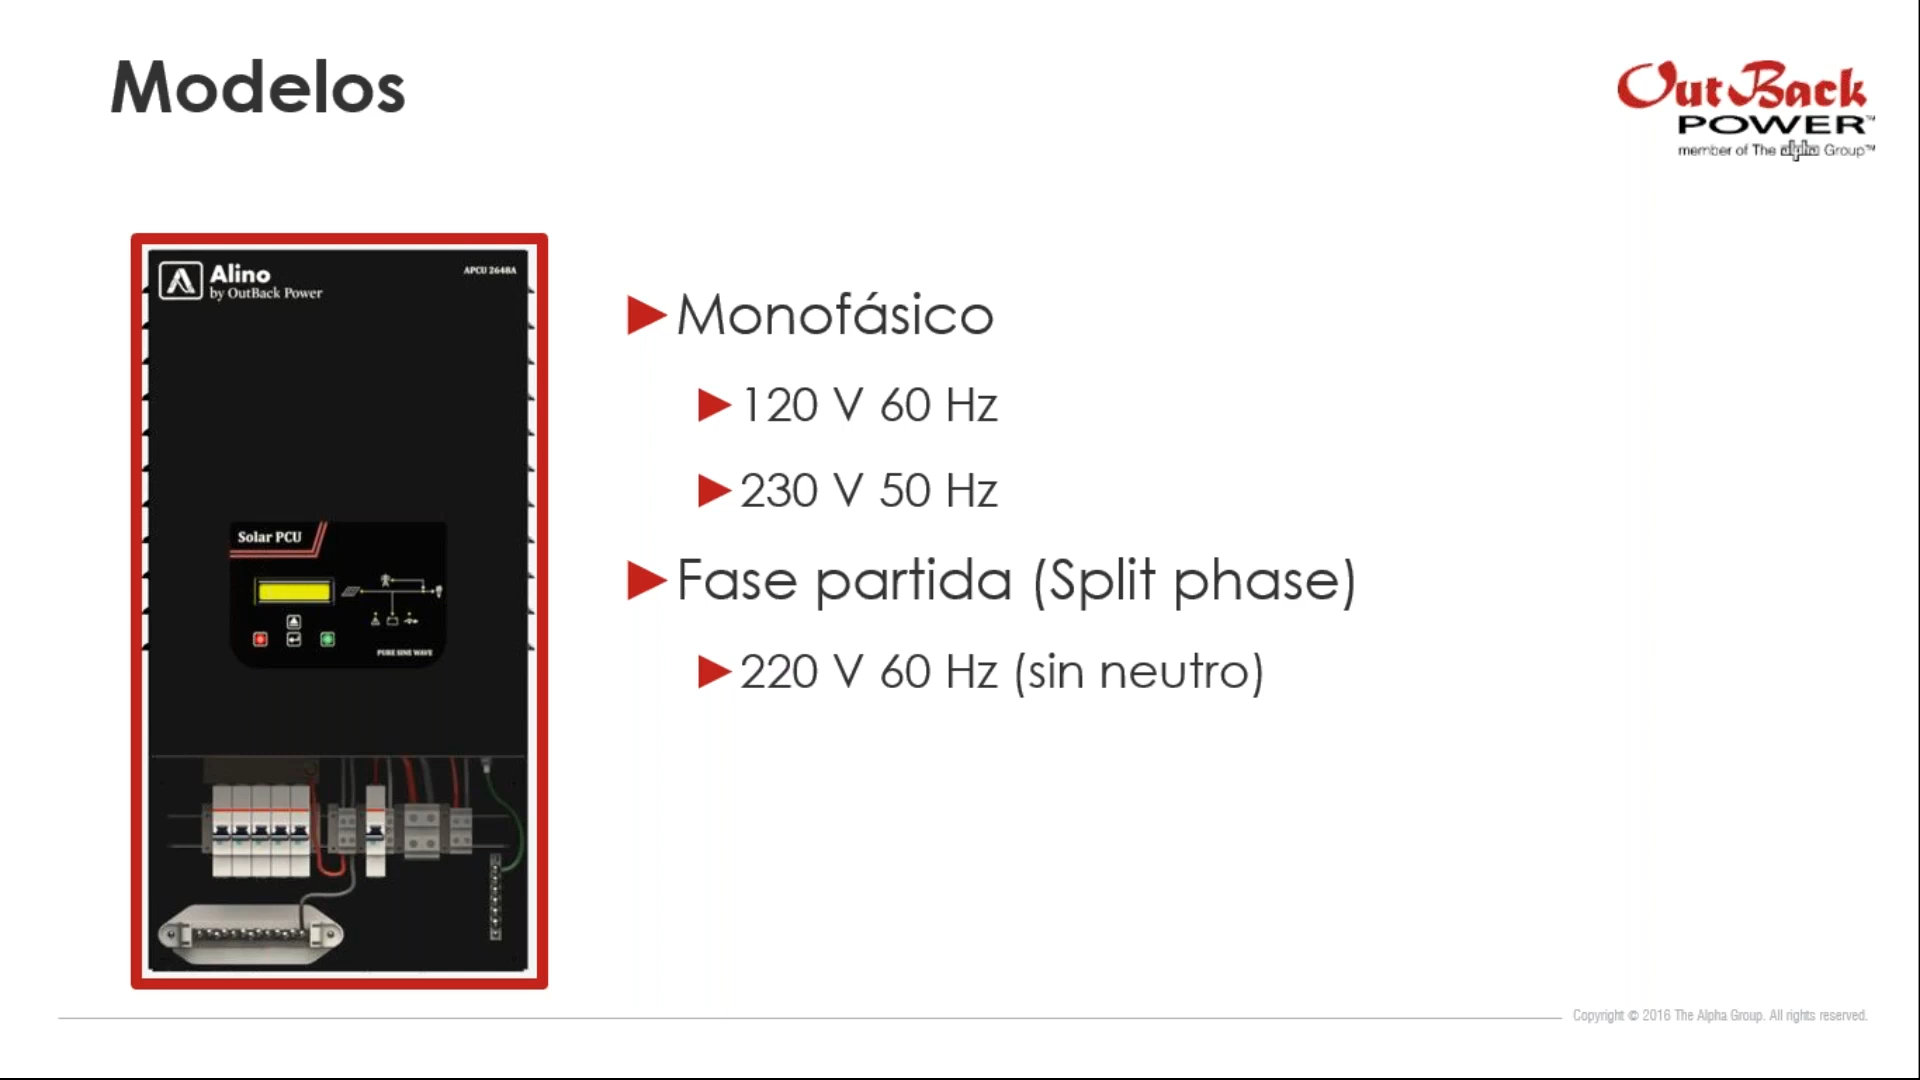 Modelos
OutBack
POWER™
member of The alpha Group™
Alino
by OutBack Power
APCU 2648A
Solar PCU
PURE SINE WAVE
►Monofásico
►120 V 60 Hz
►230 V 50 Hz
►Fase partida (Split phase)
►220 V 60 Hz (sin neutro)
Copyright © 2016 The Alpha Group. All rights reserved.